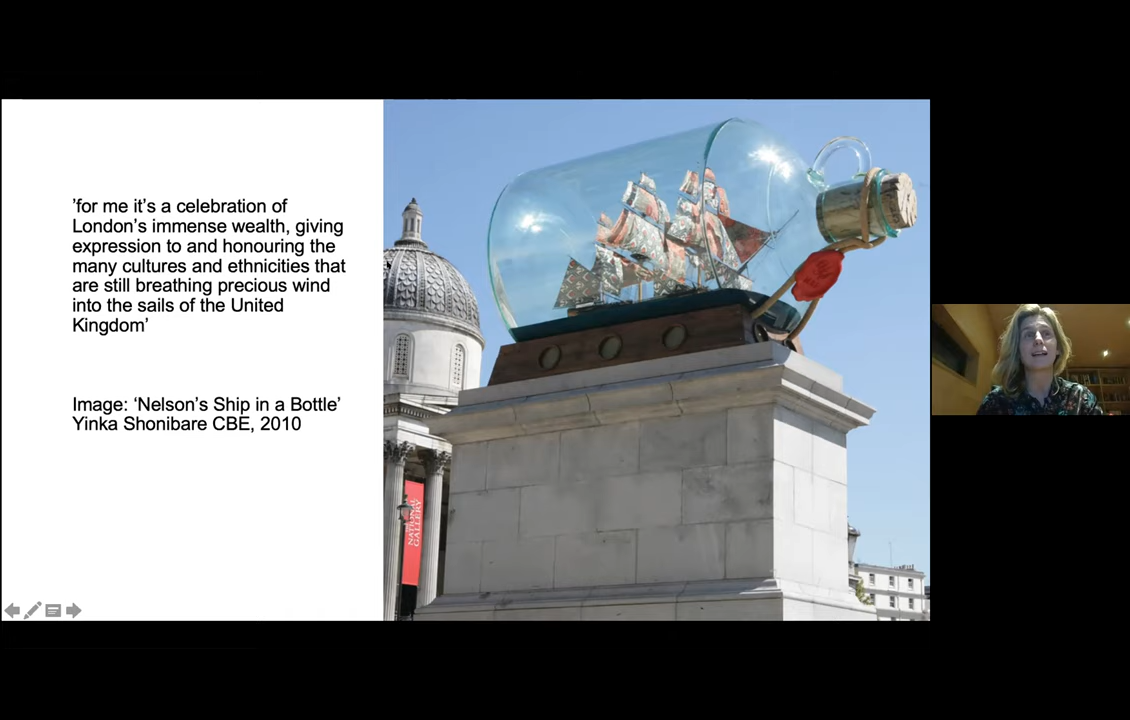 ’for me it’s a celebration of
London’s immense wealth, giving
expression to and honouring the
many cultures and ethnicities that
are still breathing precious wind
into the sails of the United
Kingdom’
Image: ‘Nelson’s Ship in a Bottle’
Yinka Shonibare CBE, 2010
NATIONAL
GALLERY